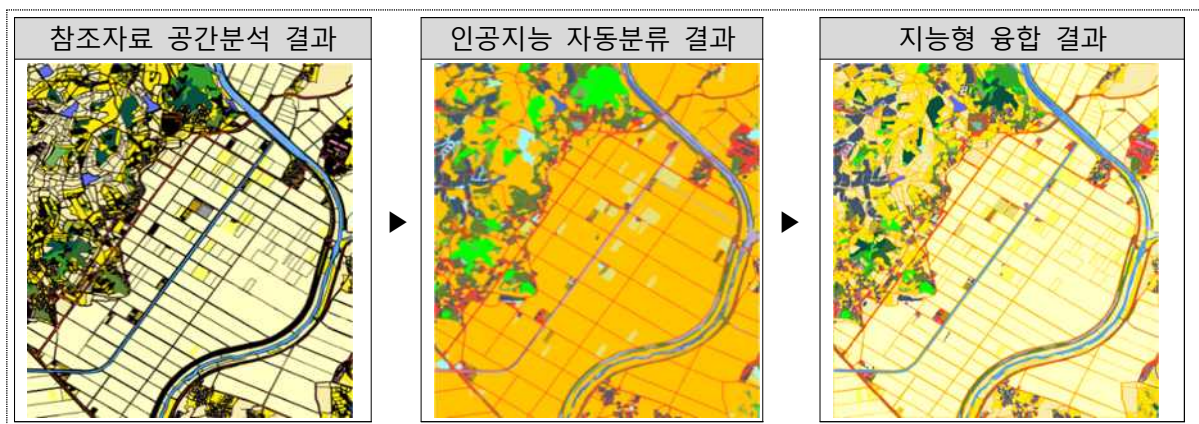 참조자료 공간분석 결과
인공지능 자동분류 결과
지능형 융합 결과